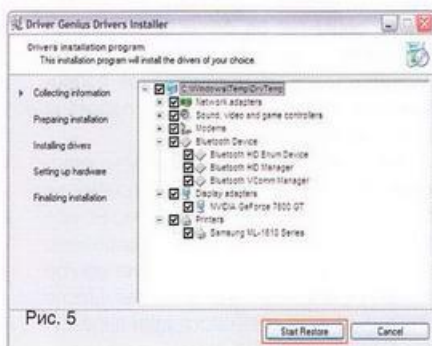 Driver Genius Drivers Installer
Drivers installation program
This installation program will install the drivers of your choice.
Collecting information
Preparing installation
Installing drivers
Setting up hardware
Finalizing installation
C:\Windows\Temp\DrvTemp
Network adapters
Sound, video and game controllers
Modems
Bluetooth Device
Bluetooth HID Enum Device
Bluetooth HID Manager
Bluetooth VComm Manager
Display adapters
NVIDIA GeForce 7600 GT
Printers
Samsung ML-1610 Series
Рис. 5
Start Restore
Cancel